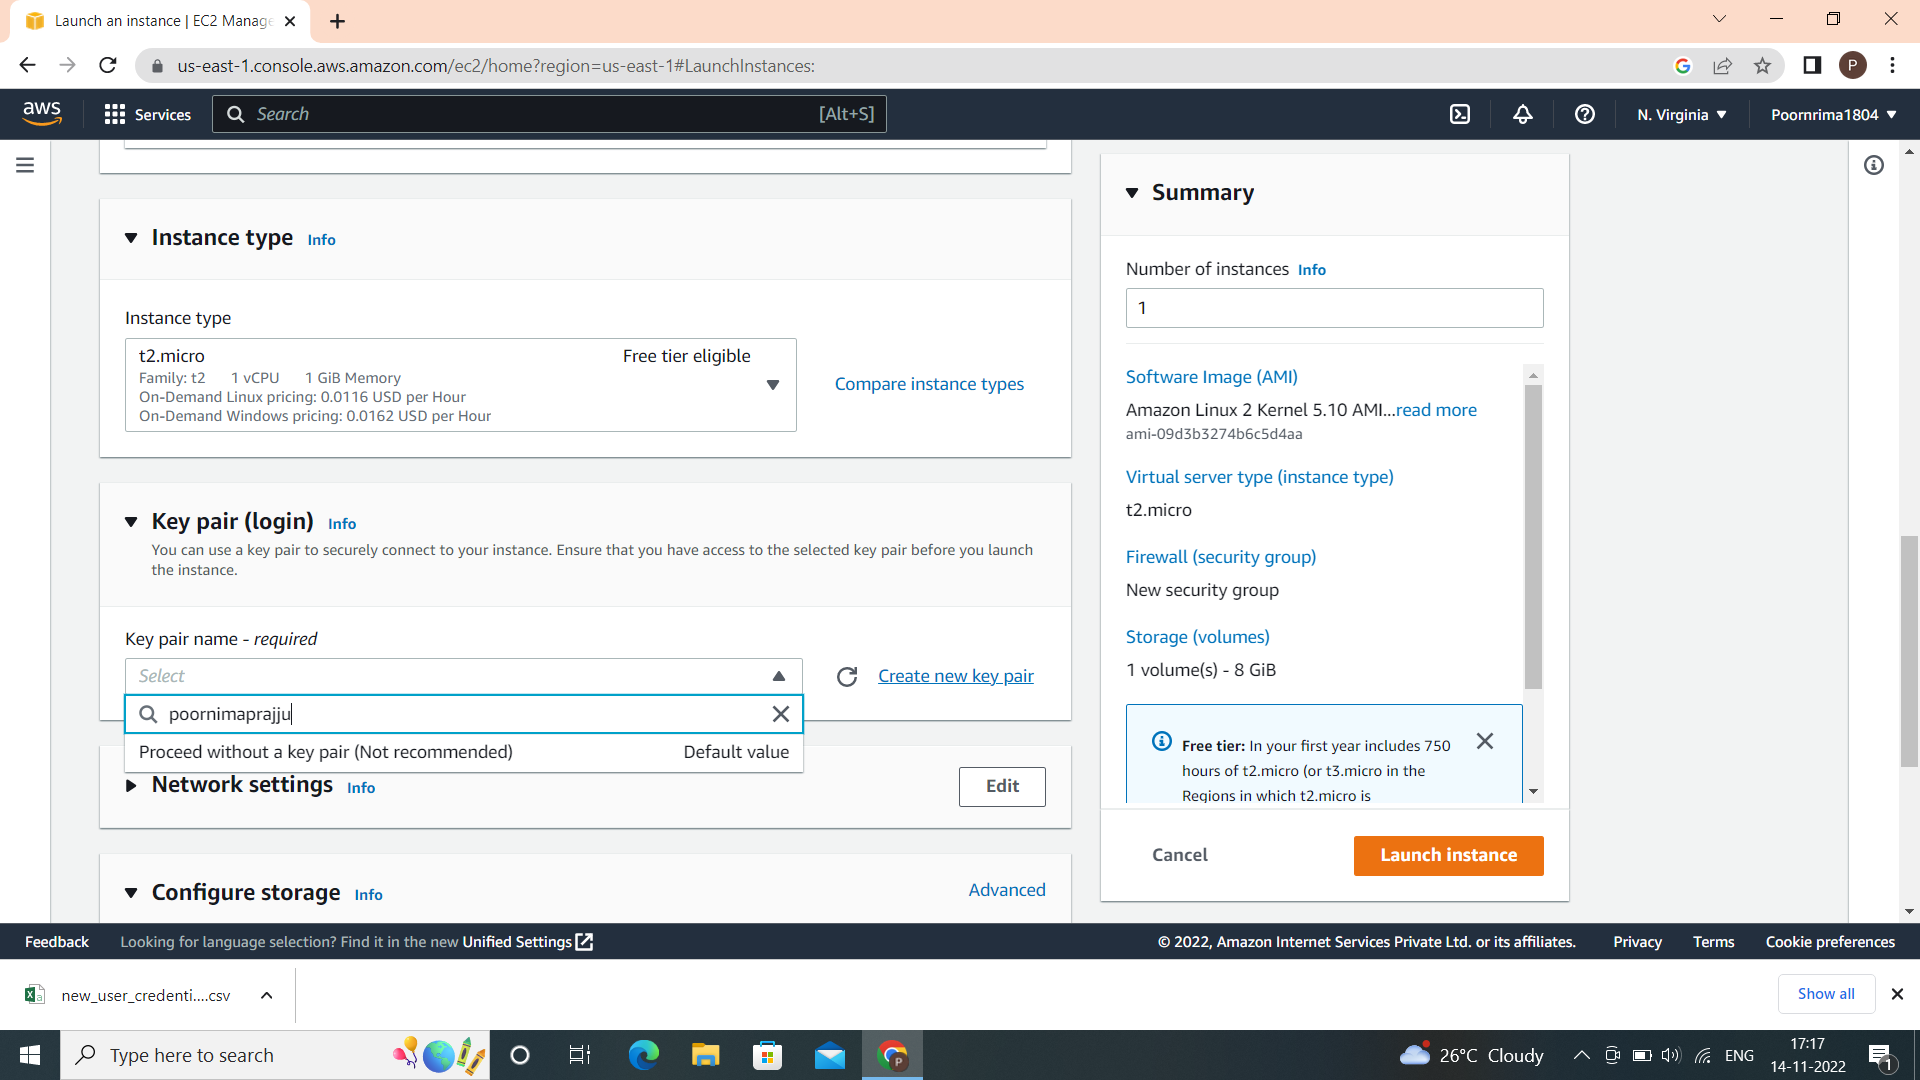 Launch an instance | EC2 Manage
us-east-1.console.aws.amazon.com/ec2/home?region=us-east-1#LaunchInstances:
P
aws
Services
Search
[Alt+S]
N. Virginia
Poornrima1804
Instance type Info
Instance type
t2.micro
Free tier eligible
Family: t2 1 vCPU 1 GiB Memory
On-Demand Linux pricing: 0.0116 USD per Hour
On-Demand Windows pricing: 0.0162 USD per Hour
Compare instance types
Key pair (login) Info
You can use a key pair to securely connect to your instance. Ensure that you have access to the selected key pair before you launch
the instance.
Key pair name - required
Select
Create new key pair
poornimaprajju
Proceed without a key pair (Not recommended)
Default value
Network settings Info
Edit
Configure storage Info
Advanced
Summary
Number of instances Info
1
Software Image (AMI)
Amazon Linux 2 Kernel 5.10 AMI...read more
ami-09d3b3274b6c5d4aa
Virtual server type (instance type)
t2.micro
Firewall (security group)
New security group
Storage (volumes)
1 volume(s) - 8 GiB
Free tier: In your first year includes 750
hours of t2.micro (or t3.micro in the
Regions in which t2.micro is
Cancel
Launch instance
Feedback
Looking for language selection? Find it in the new Unified Settings
© 2022, Amazon Internet Services Private Ltd. or its affiliates.
Privacy
Terms
Cookie preferences
new_user_credenti....csv
Show all
Type here to search
P
26°C Cloudy
ENG
17:17
14-11-2022
1